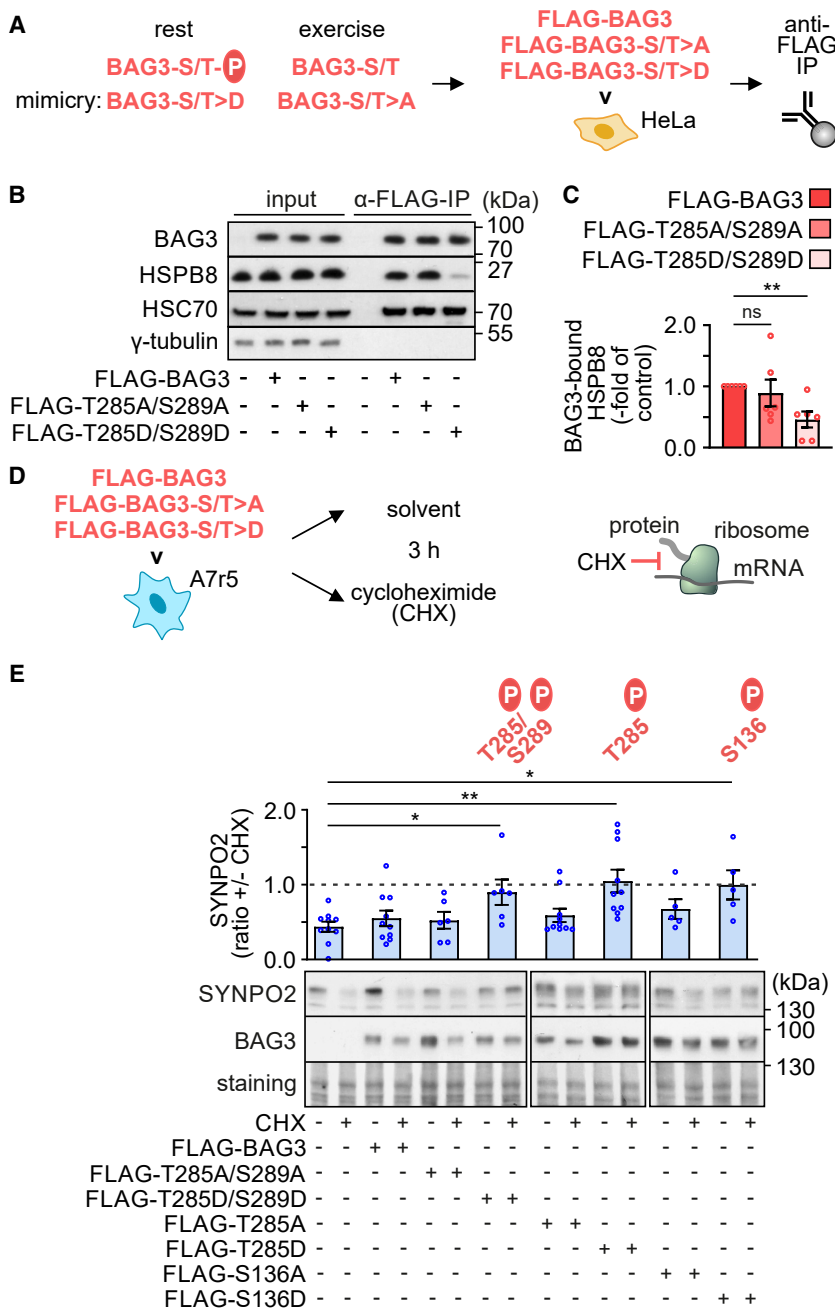 A
rest exercise
BAG3-S/T-P BAG3-S/T
mimicry: BAG3-S/T>D BAG3-S/T>A
FLAG-BAG3
FLAG-BAG3-S/T>A
FLAG-BAG3-S/T>D
HeLa
anti-
FLAG
IP
B
input α-FLAG-IP (kDa)
BAG3 100
70
HSPB8 27
HSC70 70
γ-tubulin 55
FLAG-BAG3 - + - - - + - -
FLAG-T285A/S289A - - + - - - + -
FLAG-T285D/S289D - - - + - - - +
C
FLAG-BAG3
FLAG-T285A/S289A
FLAG-T285D/S289D
**
ns
BAG3-bound
HSPB8
(-fold of
control)
2.0
1.0
0.0
D
FLAG-BAG3
FLAG-BAG3-S/T>A
FLAG-BAG3-S/T>D
A7r5
solvent
3 h
cycloheximide
(CHX)
protein ribosome
CHX mRNA
E
P P P P
T285/
S289
T285
S136
*
**
*
SYNPO2
(ratio +/- CHX)
2.0
1.0
0.0
(kDa)
SYNPO2 130
BAG3 100
130
staining
CHX - + - + - + - + - + - + - + - +
FLAG-BAG3 - - + + - - - - - - - - - - - -
FLAG-T285A/S289A - - - - + + - - - - - - - - - -
FLAG-T285D/S289D - - - - - - + + - - - - - - - -
FLAG-T285A - - - - - - - - + + - - - - - -
FLAG-T285D - - - - - - - - - - + + - - - -
FLAG-S136A - - - - - - - - - - - - + + - -
FLAG-S136D - - - - - - - - - - - - - - + +